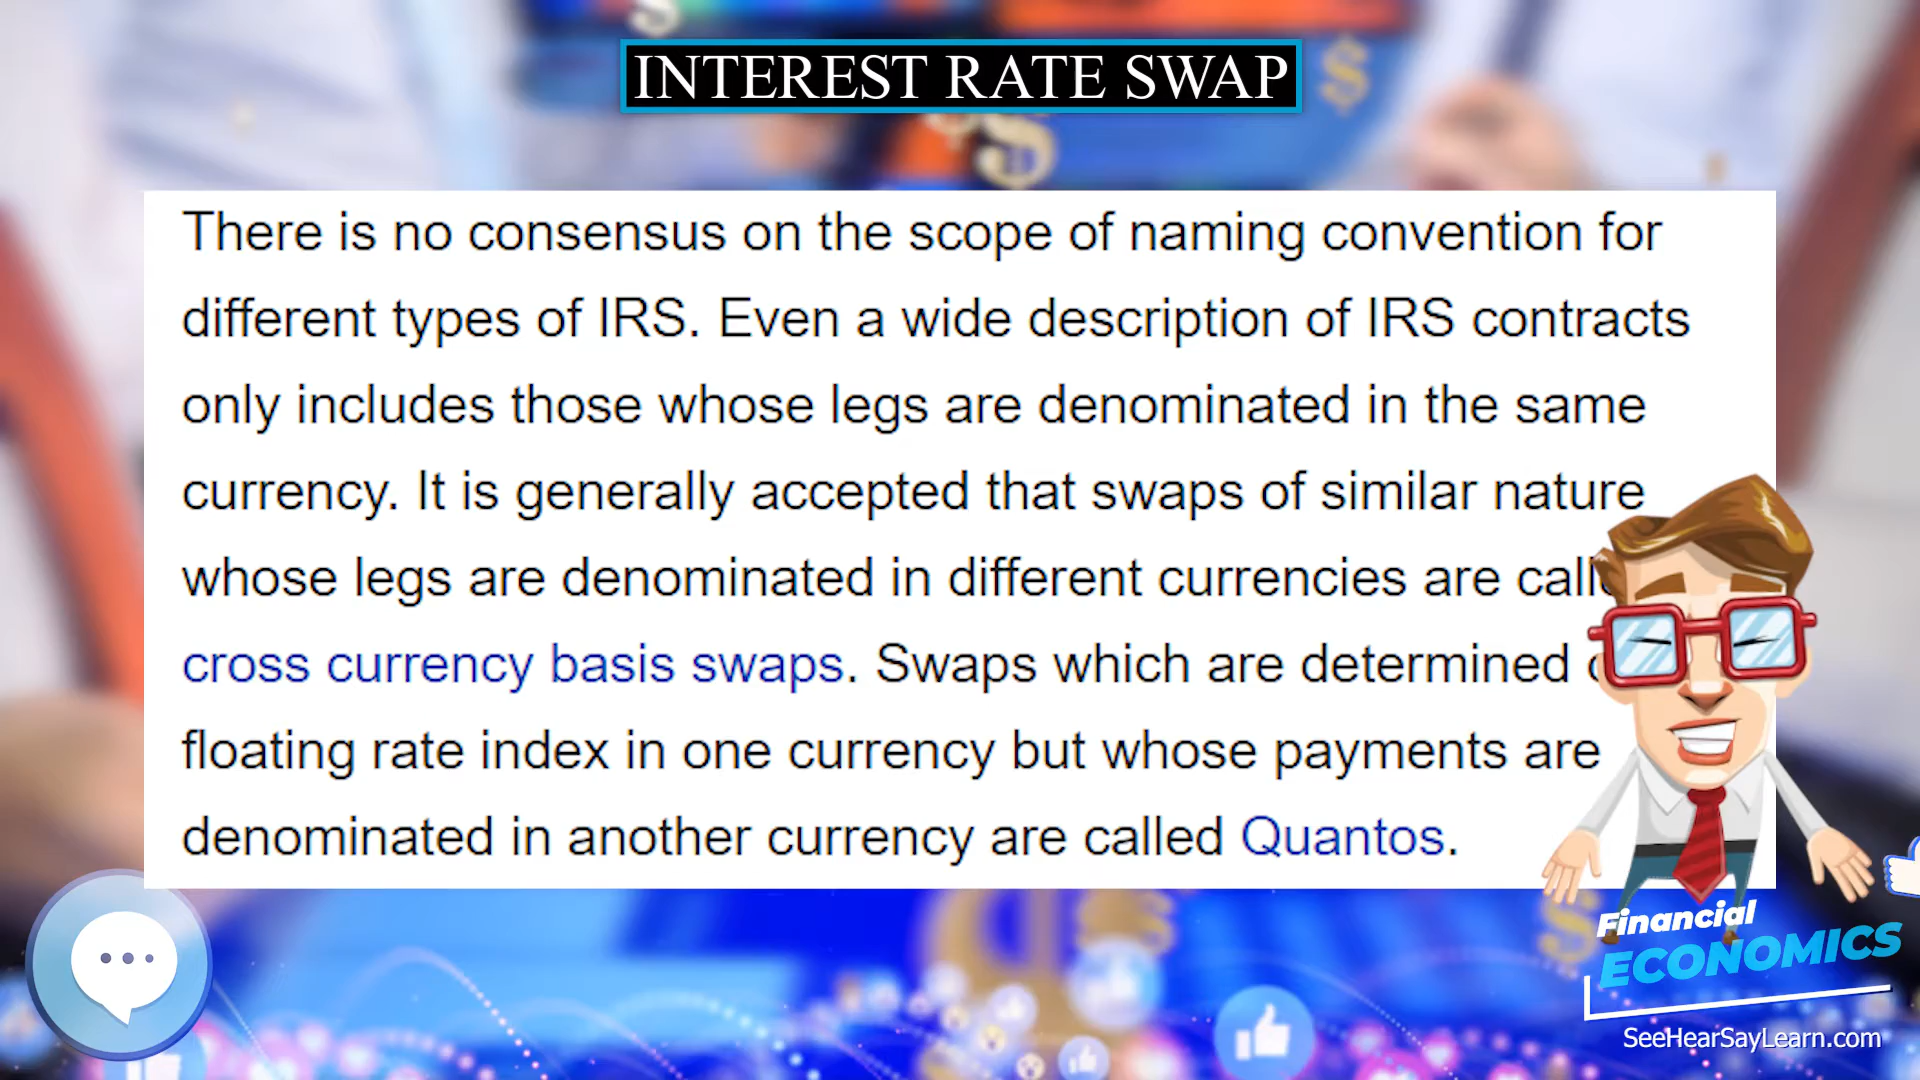 INTEREST RATE SWAP
There is no consensus on the scope of naming convention for
different types of IRS. Even a wide description of IRS contracts
only includes those whose legs are denominated in the same
currency. It is generally accepted that swaps of similar nature
whose legs are denominated in different currencies are
cross currency basis swaps. Swaps which are determined
floating rate index in one currency but whose payments are
denominated in another currency are called Quantos.
Financial
ECONOMICS
SeeHearSayLearn.com